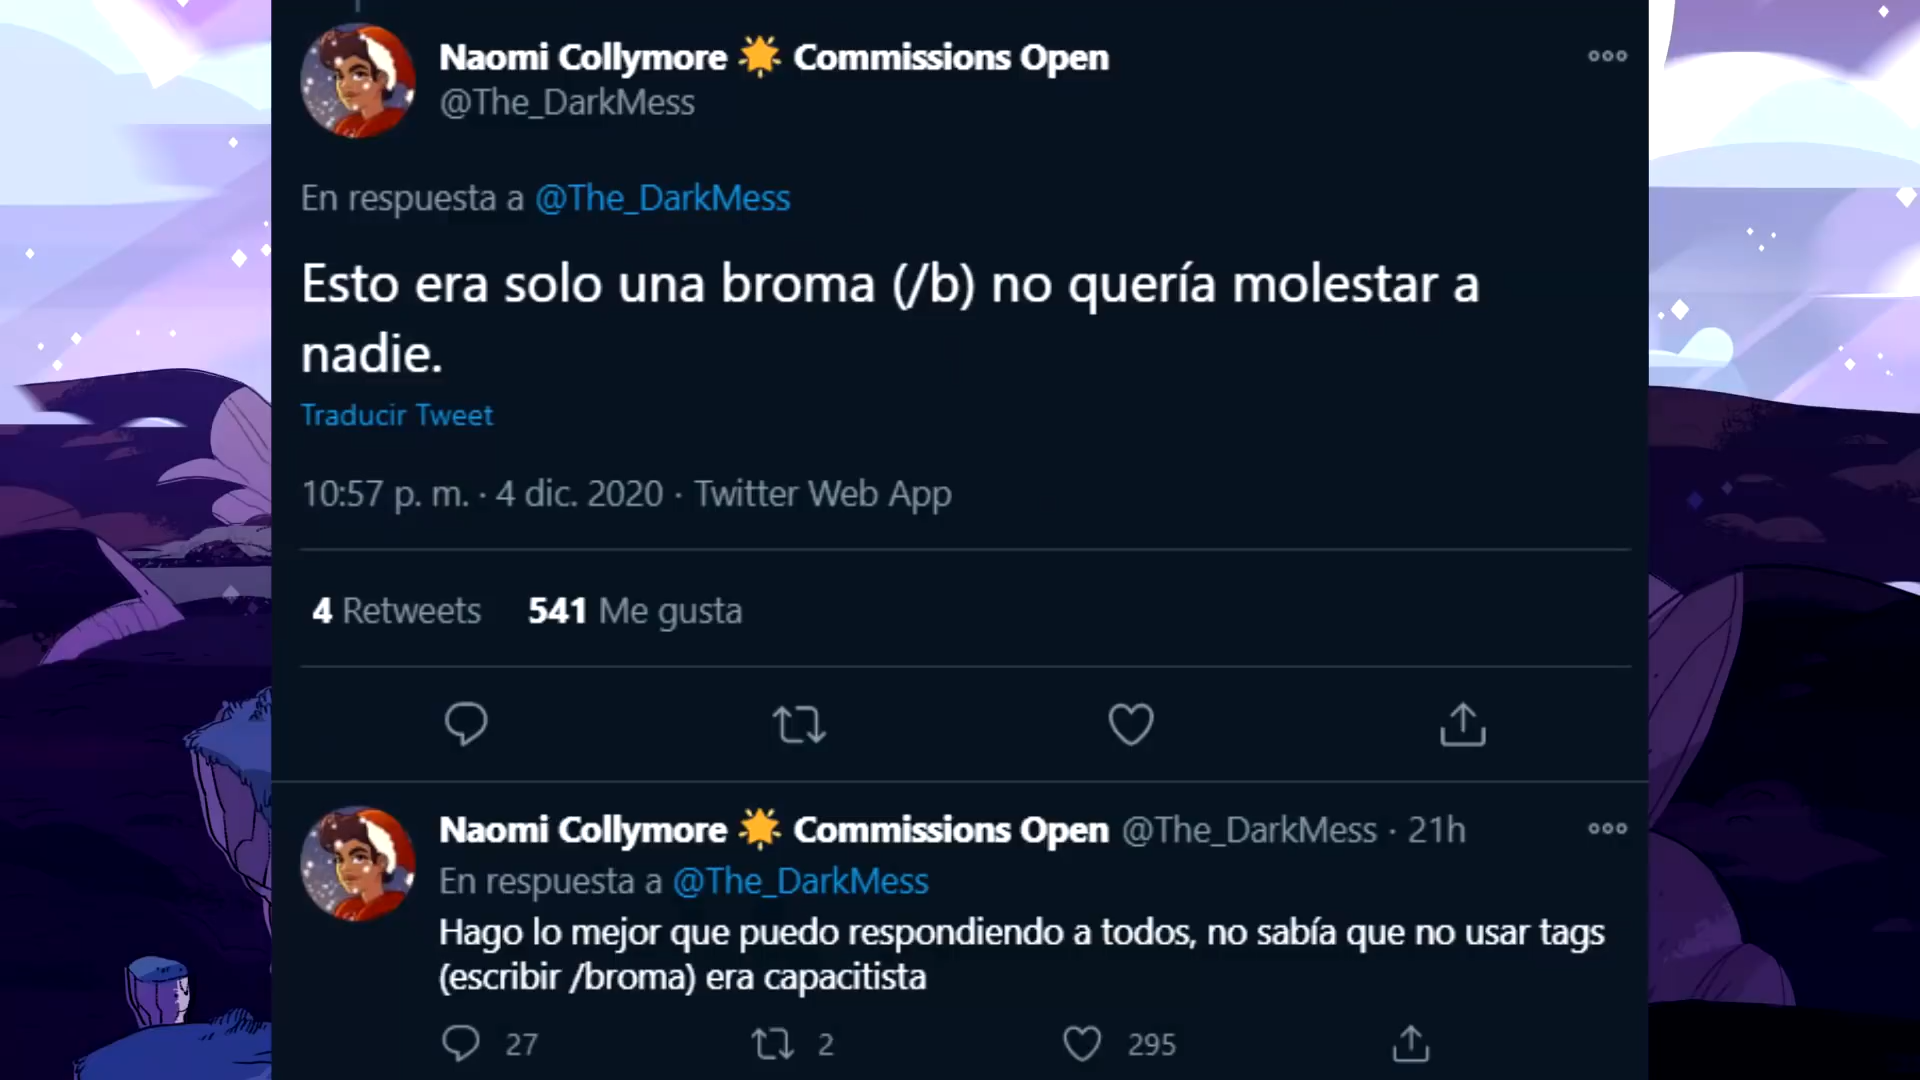 Naomi Collymore 🌟 Commissions Open
@The_DarkMess
En respuesta a @The_DarkMess
Esto era solo una broma (/b) no quería molestar a
nadie.
Traducir Tweet
10:57 p. m. · 4 dic. 2020 · Twitter Web App
4 Retweets 541 Me gusta
Naomi Collymore 🌟 Commissions Open @The_DarkMess · 21h
En respuesta a @The_DarkMess
Hago lo mejor que puedo respondiendo a todos, no sabía que no usar tags
(escribir /broma) era capacitista
27 2 295